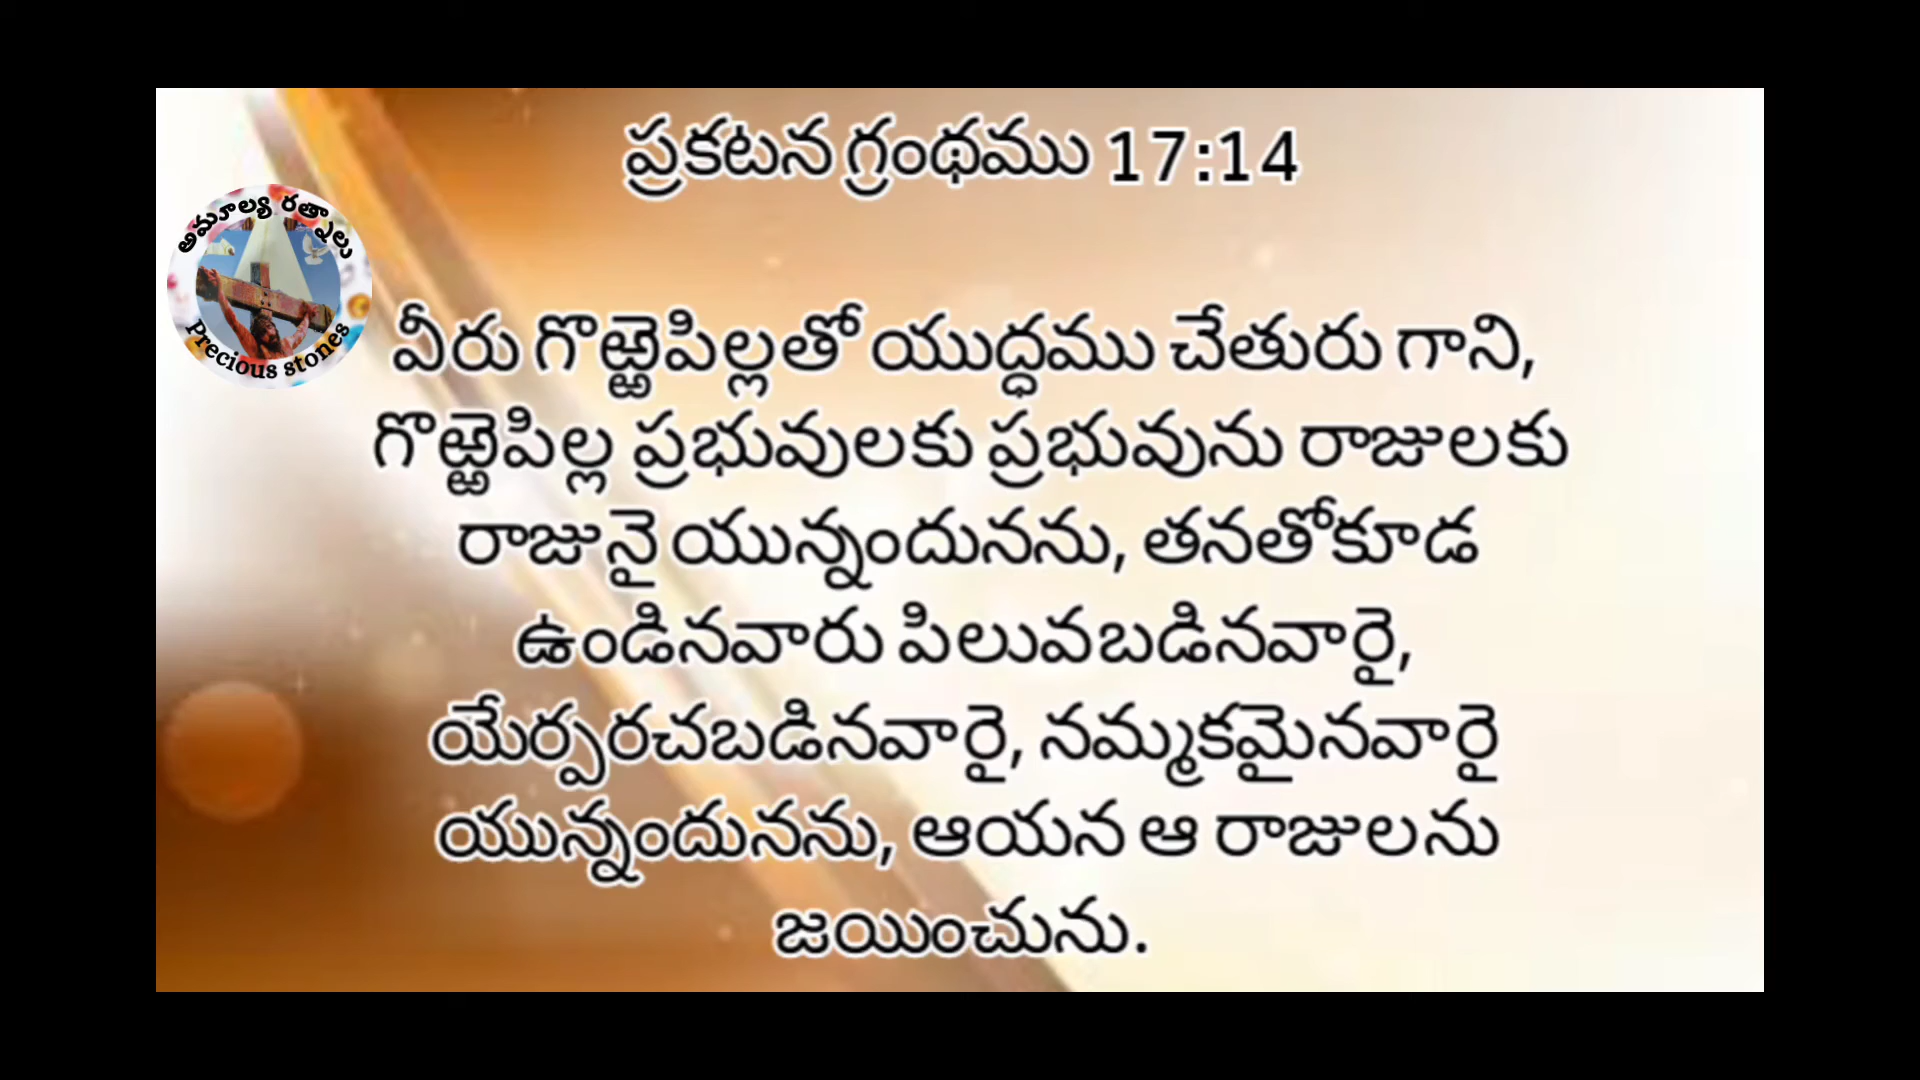 ప్రకటన గ్రంథము 17:14
అమూల్య రత్నాలు
Precious stones
వీరు గొఱ్ఱెపిల్లతో యుద్ధము చేతురు గాని,
గొఱ్ఱెపిల్ల ప్రభువులకు ప్రభువును రాజులకు
రాజునై యున్నందునను, తనతోకూడ
ఉండినవారు పిలువబడినవారై,
యేర్పరచబడినవారై, నమ్మకమైనవారై
యున్నందునను, ఆయన ఆ రాజులను
జయించును.